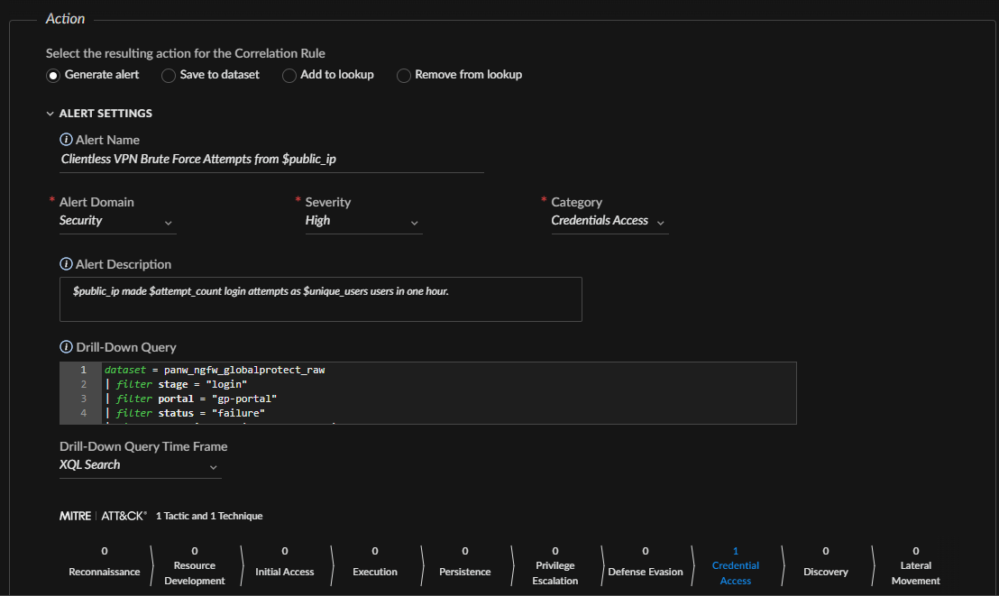 Action
Select the resulting action for the Correlation Rule
Generate alert Save to dataset Add to lookup Remove from lookup
ALERT SETTINGS
Alert Name
Clientless VPN Brute Force Attempts from $public_ip
* Alert Domain * Severity * Category
Security High Credentials Access
Alert Description
$public_ip made $attempt_count login attempts as $unique_users users in one hour.
Drill-Down Query
1 dataset = panw_ngfw_globalprotect_raw
2 | filter stage = "login"
3 | filter portal = "gp-portal"
4 | filter status = "failure"
Drill-Down Query Time Frame
XQL Search
MITRE | ATT&CK® 1 Tactic and 1 Technique
0 0 0 0 0 0 0 1 0 0
Reconnaissance Resource Development Initial Access Execution Persistence Privilege Escalation Defense Evasion Credential Access Discovery Lateral Movement